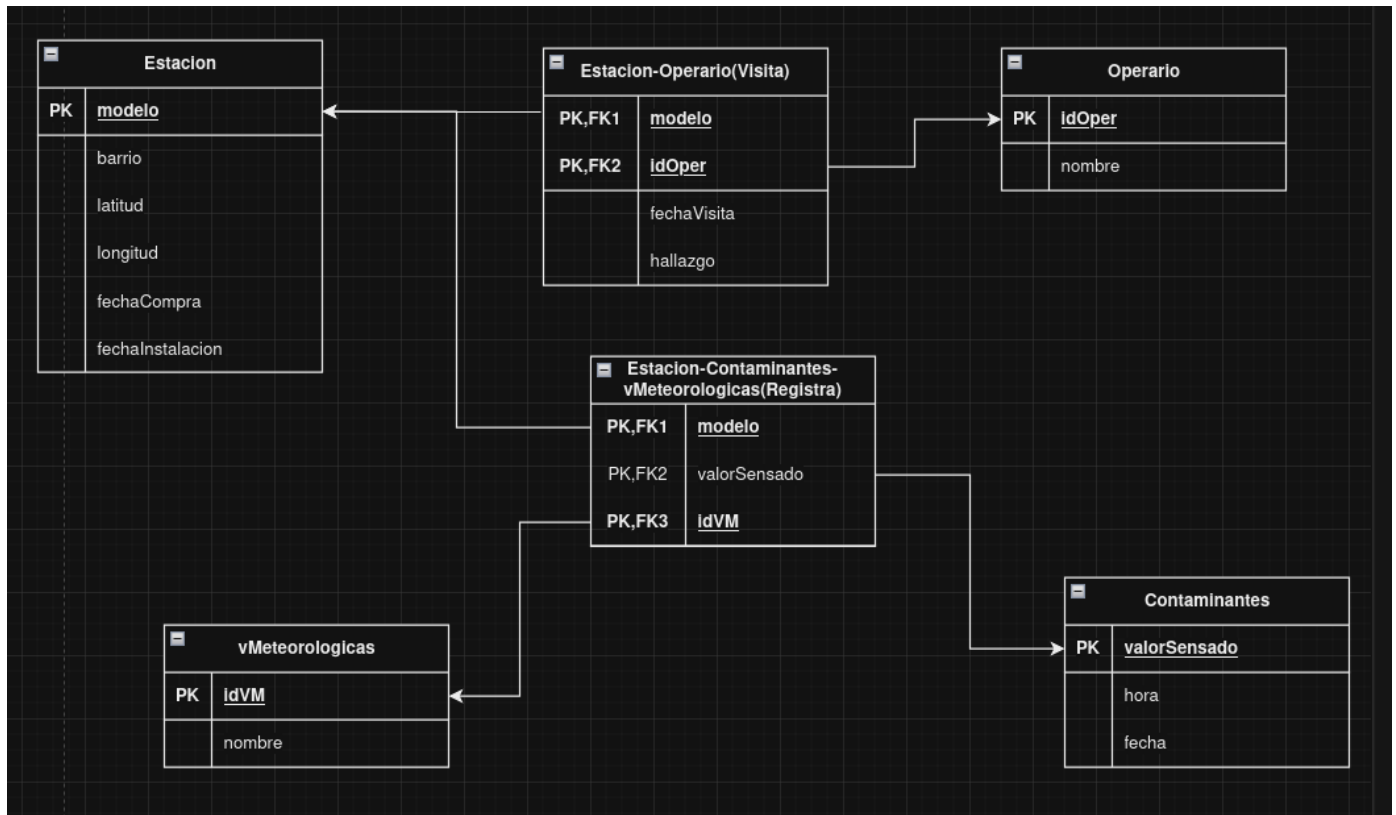 Estacion
PK modelo
barrio
latitud
longitud
fechaCompra
fechaInstalacion
Estacion-Operario(Visita)
PK,FK1 modelo
PK,FK2 idOper
fechaVisita
hallazgo
Operario
PK idOper
nombre
Estacion-Contaminantes-
vMeteorologicas(Registra)
PK,FK1 modelo
PK,FK2 valorSensado
PK,FK3 idVM
vMeteorologicas
PK idVM
nombre
Contaminantes
PK valorSensado
hora
fecha